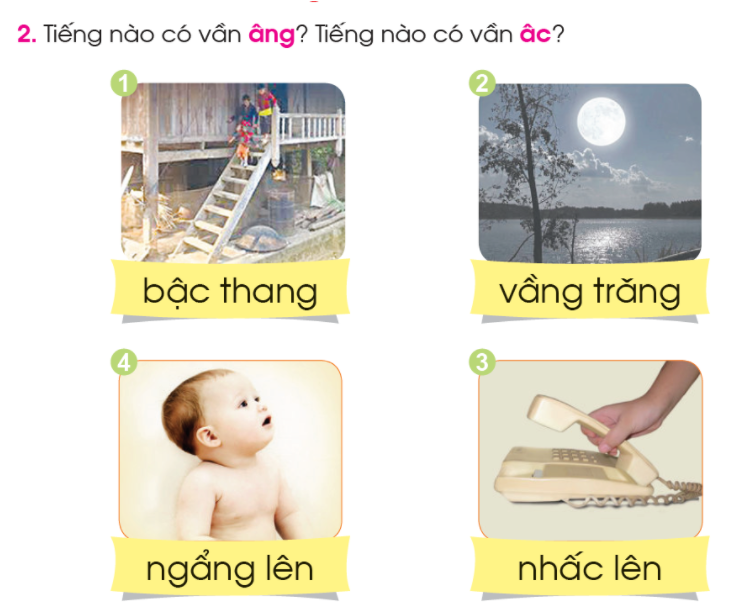 2. Tiếng nào có vần âng? Tiếng nào có vần âc?
1
bậc thang
2
vầng trăng
4
ngẩng lên
3
nhấc lên